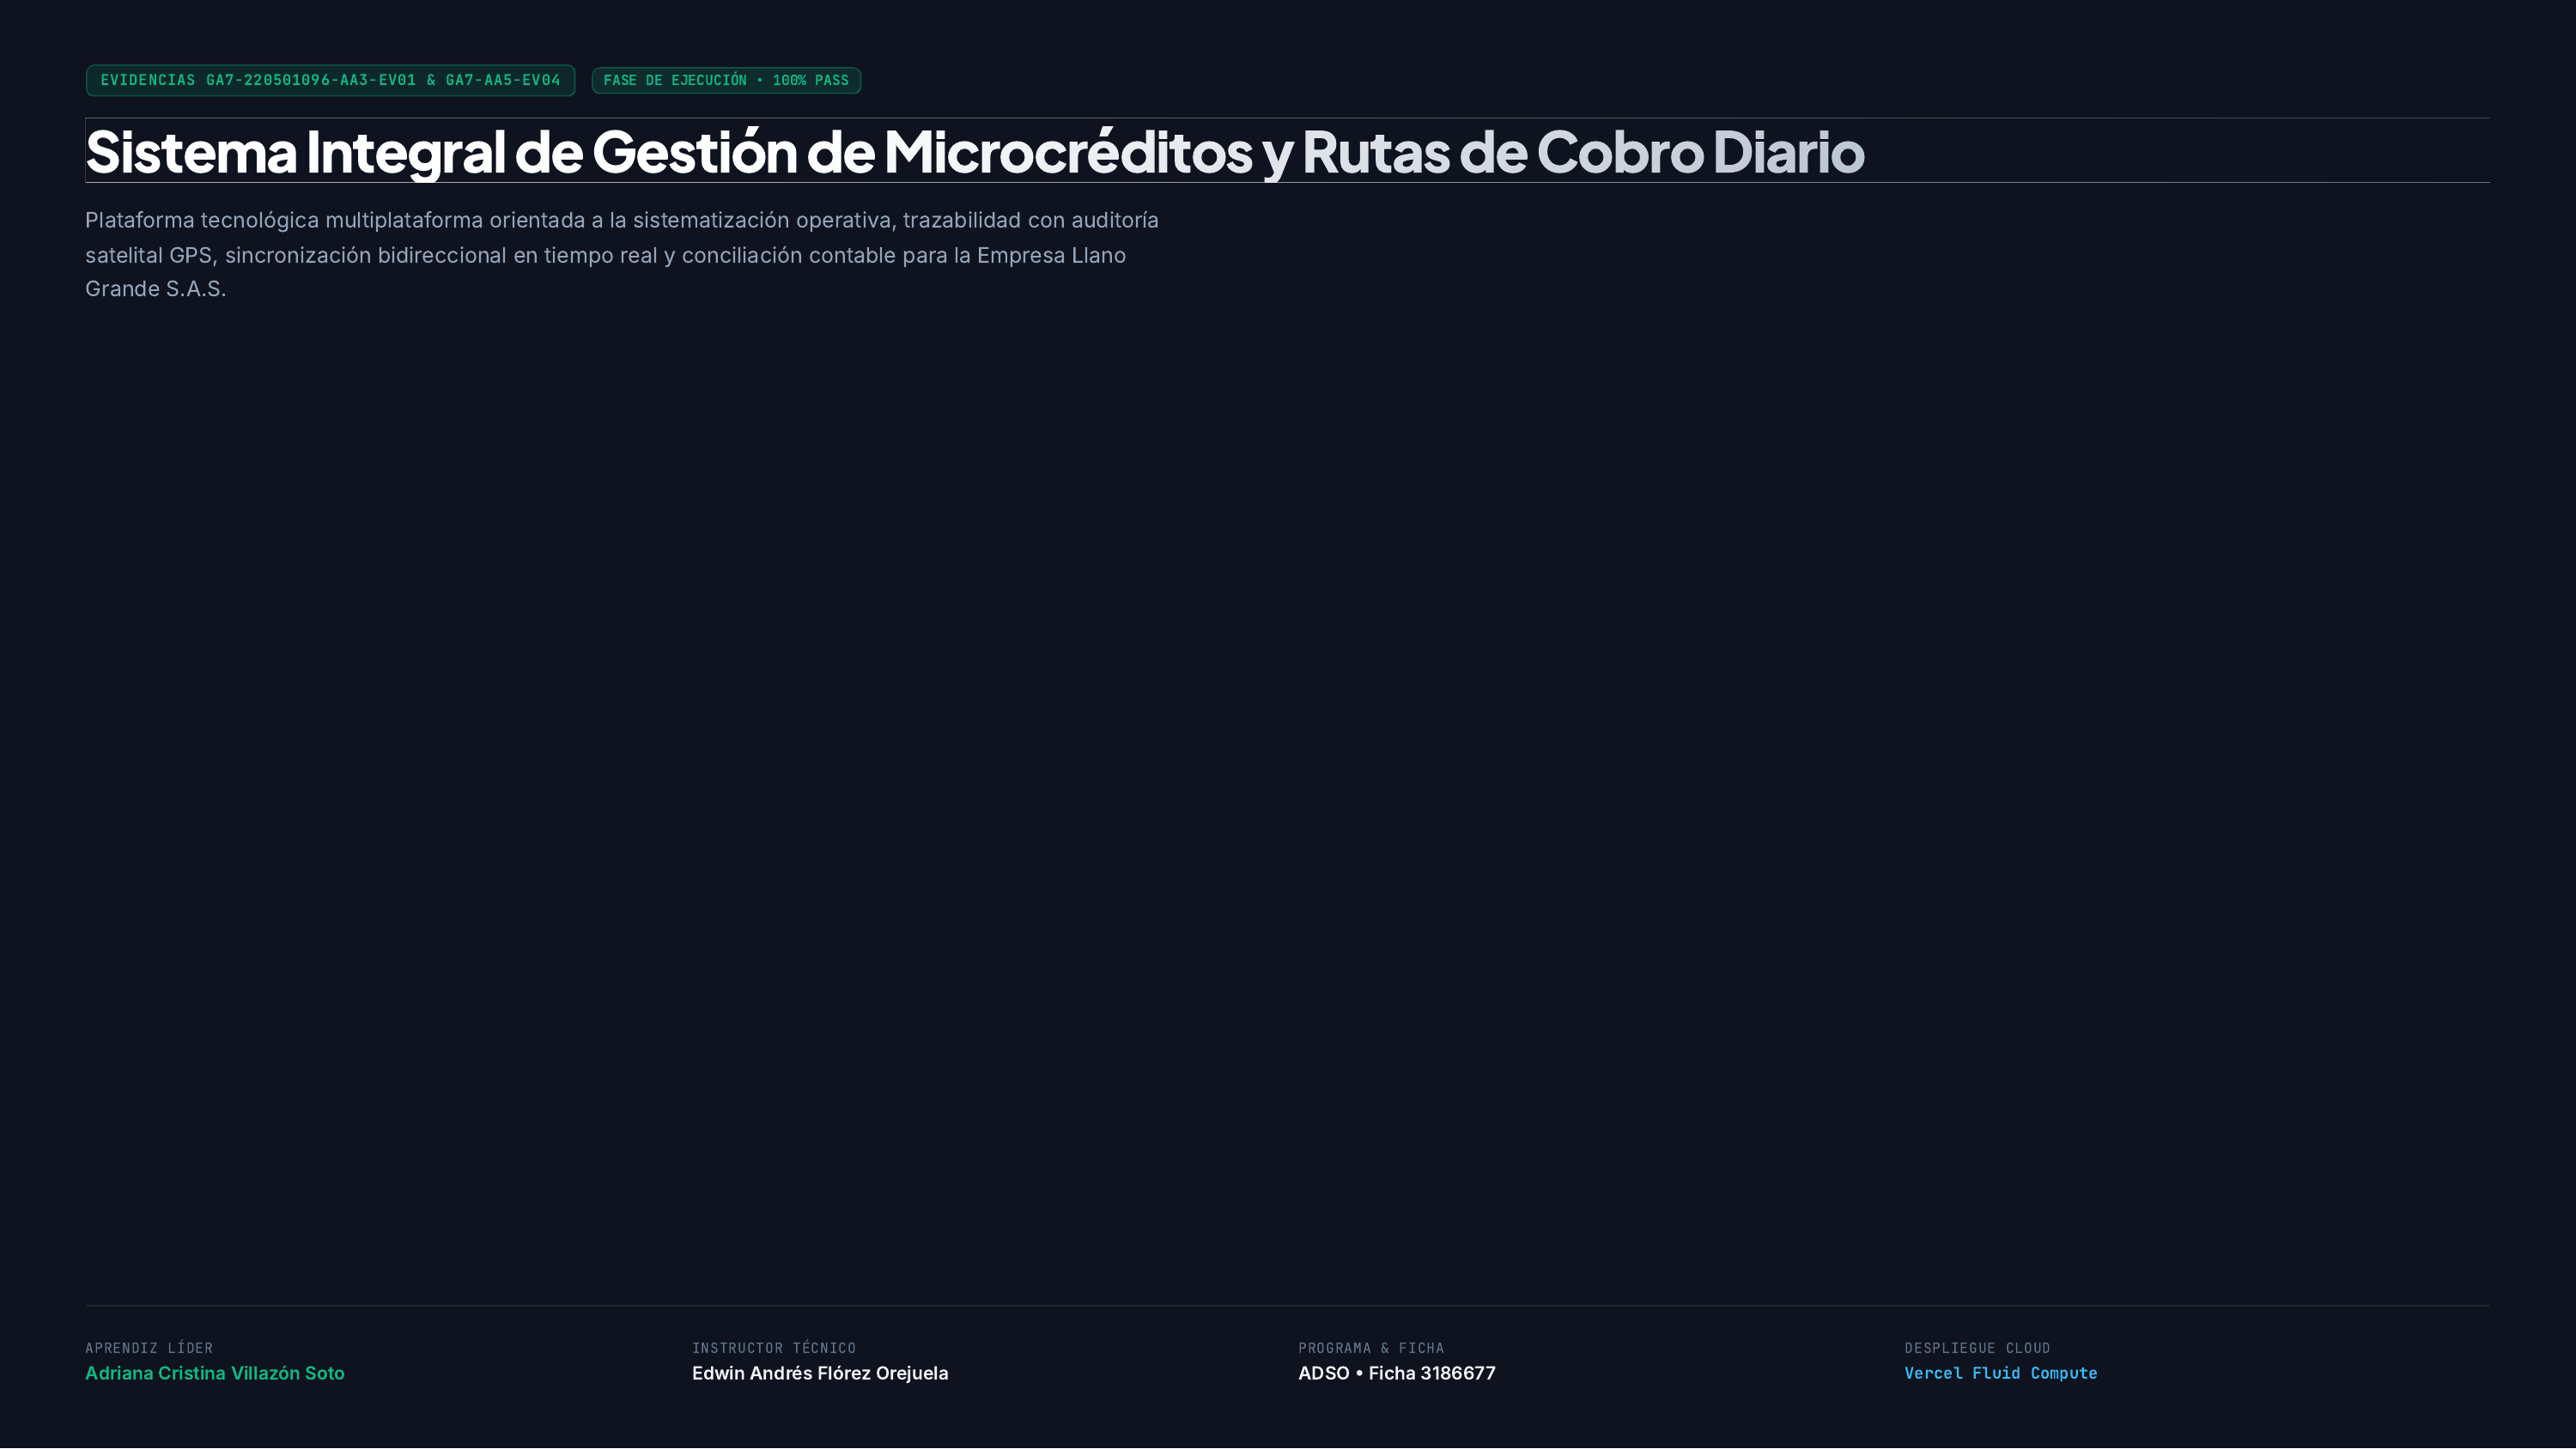 EVIDENCIAS GA7-220501096-AA3-EV01 & GA7-AA5-EV04
FASE DE EJECUCIÓN • 100% PASS
Sistema Integral de Gestión de Microcréditos y Rutas de Cobro Diario
Plataforma tecnológica multiplataforma orientada a la sistematización operativa, trazabilidad con auditoría
satelital GPS, sincronización bidireccional en tiempo real y conciliación contable para la Empresa Llano
Grande S.A.S.
APRENDIZ LÍDER
Adriana Cristina Villazón Soto
INSTRUCTOR TÉCNICO
Edwin Andrés Flórez Orejuela
PROGRAMA & FICHA
ADSO • Ficha 3186677
DESPLIEGUE CLOUD
Vercel Fluid Compute